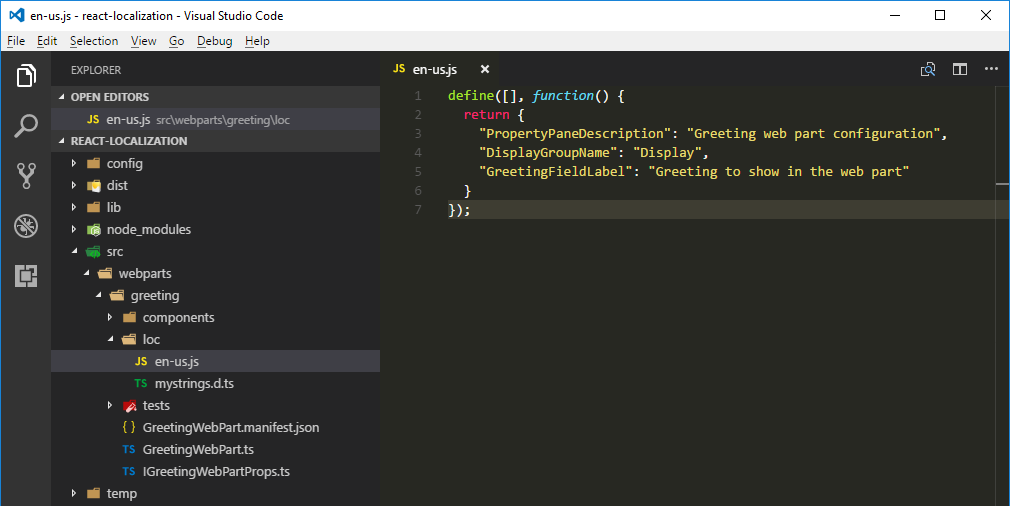 en-us.js - react-localization - Visual Studio Code
File Edit Selection View Go Debug Help
EXPLORER
OPEN EDITORS
JS en-us.js src\webparts\greeting\loc
REACT-LOCALIZATION
config
dist
lib
node_modules
src
webparts
greeting
components
loc
JS en-us.js
TS mystrings.d.ts
tests
{ } GreetingWebPart.manifest.json
TS GreetingWebPart.ts
TS IGreetingWebPartProps.ts
temp
JS en-us.js
1 define([], function() {
2 return {
3 "PropertyPaneDescription": "Greeting web part configuration",
4 "DisplayGroupName": "Display",
5 "GreetingFieldLabel": "Greeting to show in the web part"
6 }
7 });